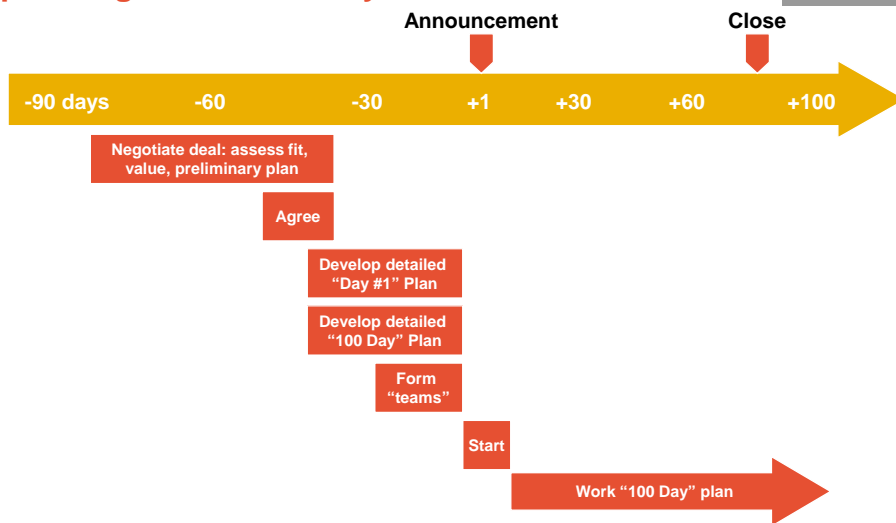 Announcement Close
-90 days -60 -30 +1 +30 +60 +100
Negotiate deal: assess fit,
value, preliminary plan
Agree
Develop detailed
“Day #1” Plan
Develop detailed
“100 Day” Plan
Form
“teams”
Start
Work “100 Day” plan